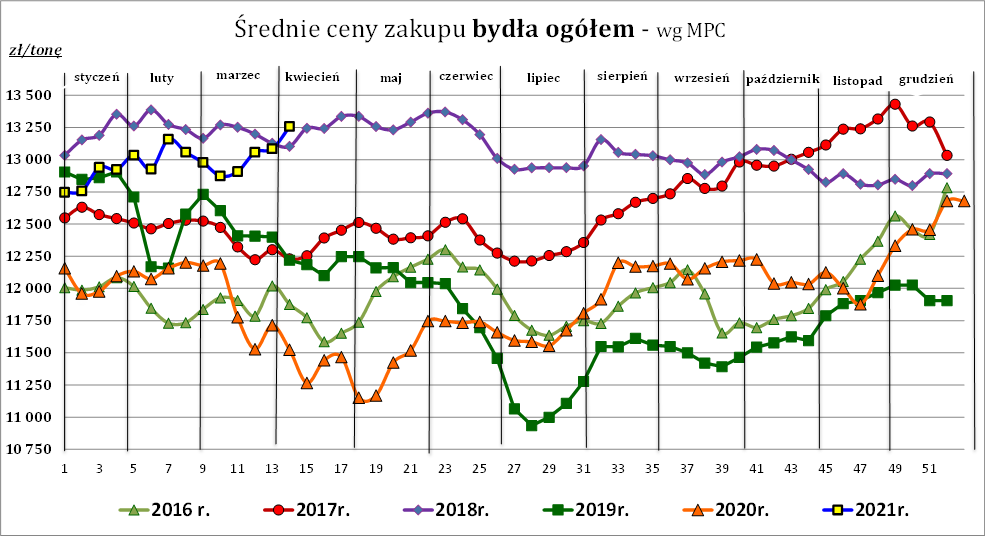 Średnie ceny zakupu bydła ogółem - wg MPC
zł/tonę
styczeń luty marzec kwiecień maj czerwiec lipiec sierpień wrzesień październik listopad grudzień
13 500
13 250
13 000
12 750
12 500
12 250
12 000
11 750
11 500
11 250
11 000
10 750
1 3 5 7 9 11 13 15 17 19 21 23 25 27 29 31 33 35 37 39 41 43 45 47 49 51
2016 r. 2017r. 2018r. 2019r. 2020r. 2021r.